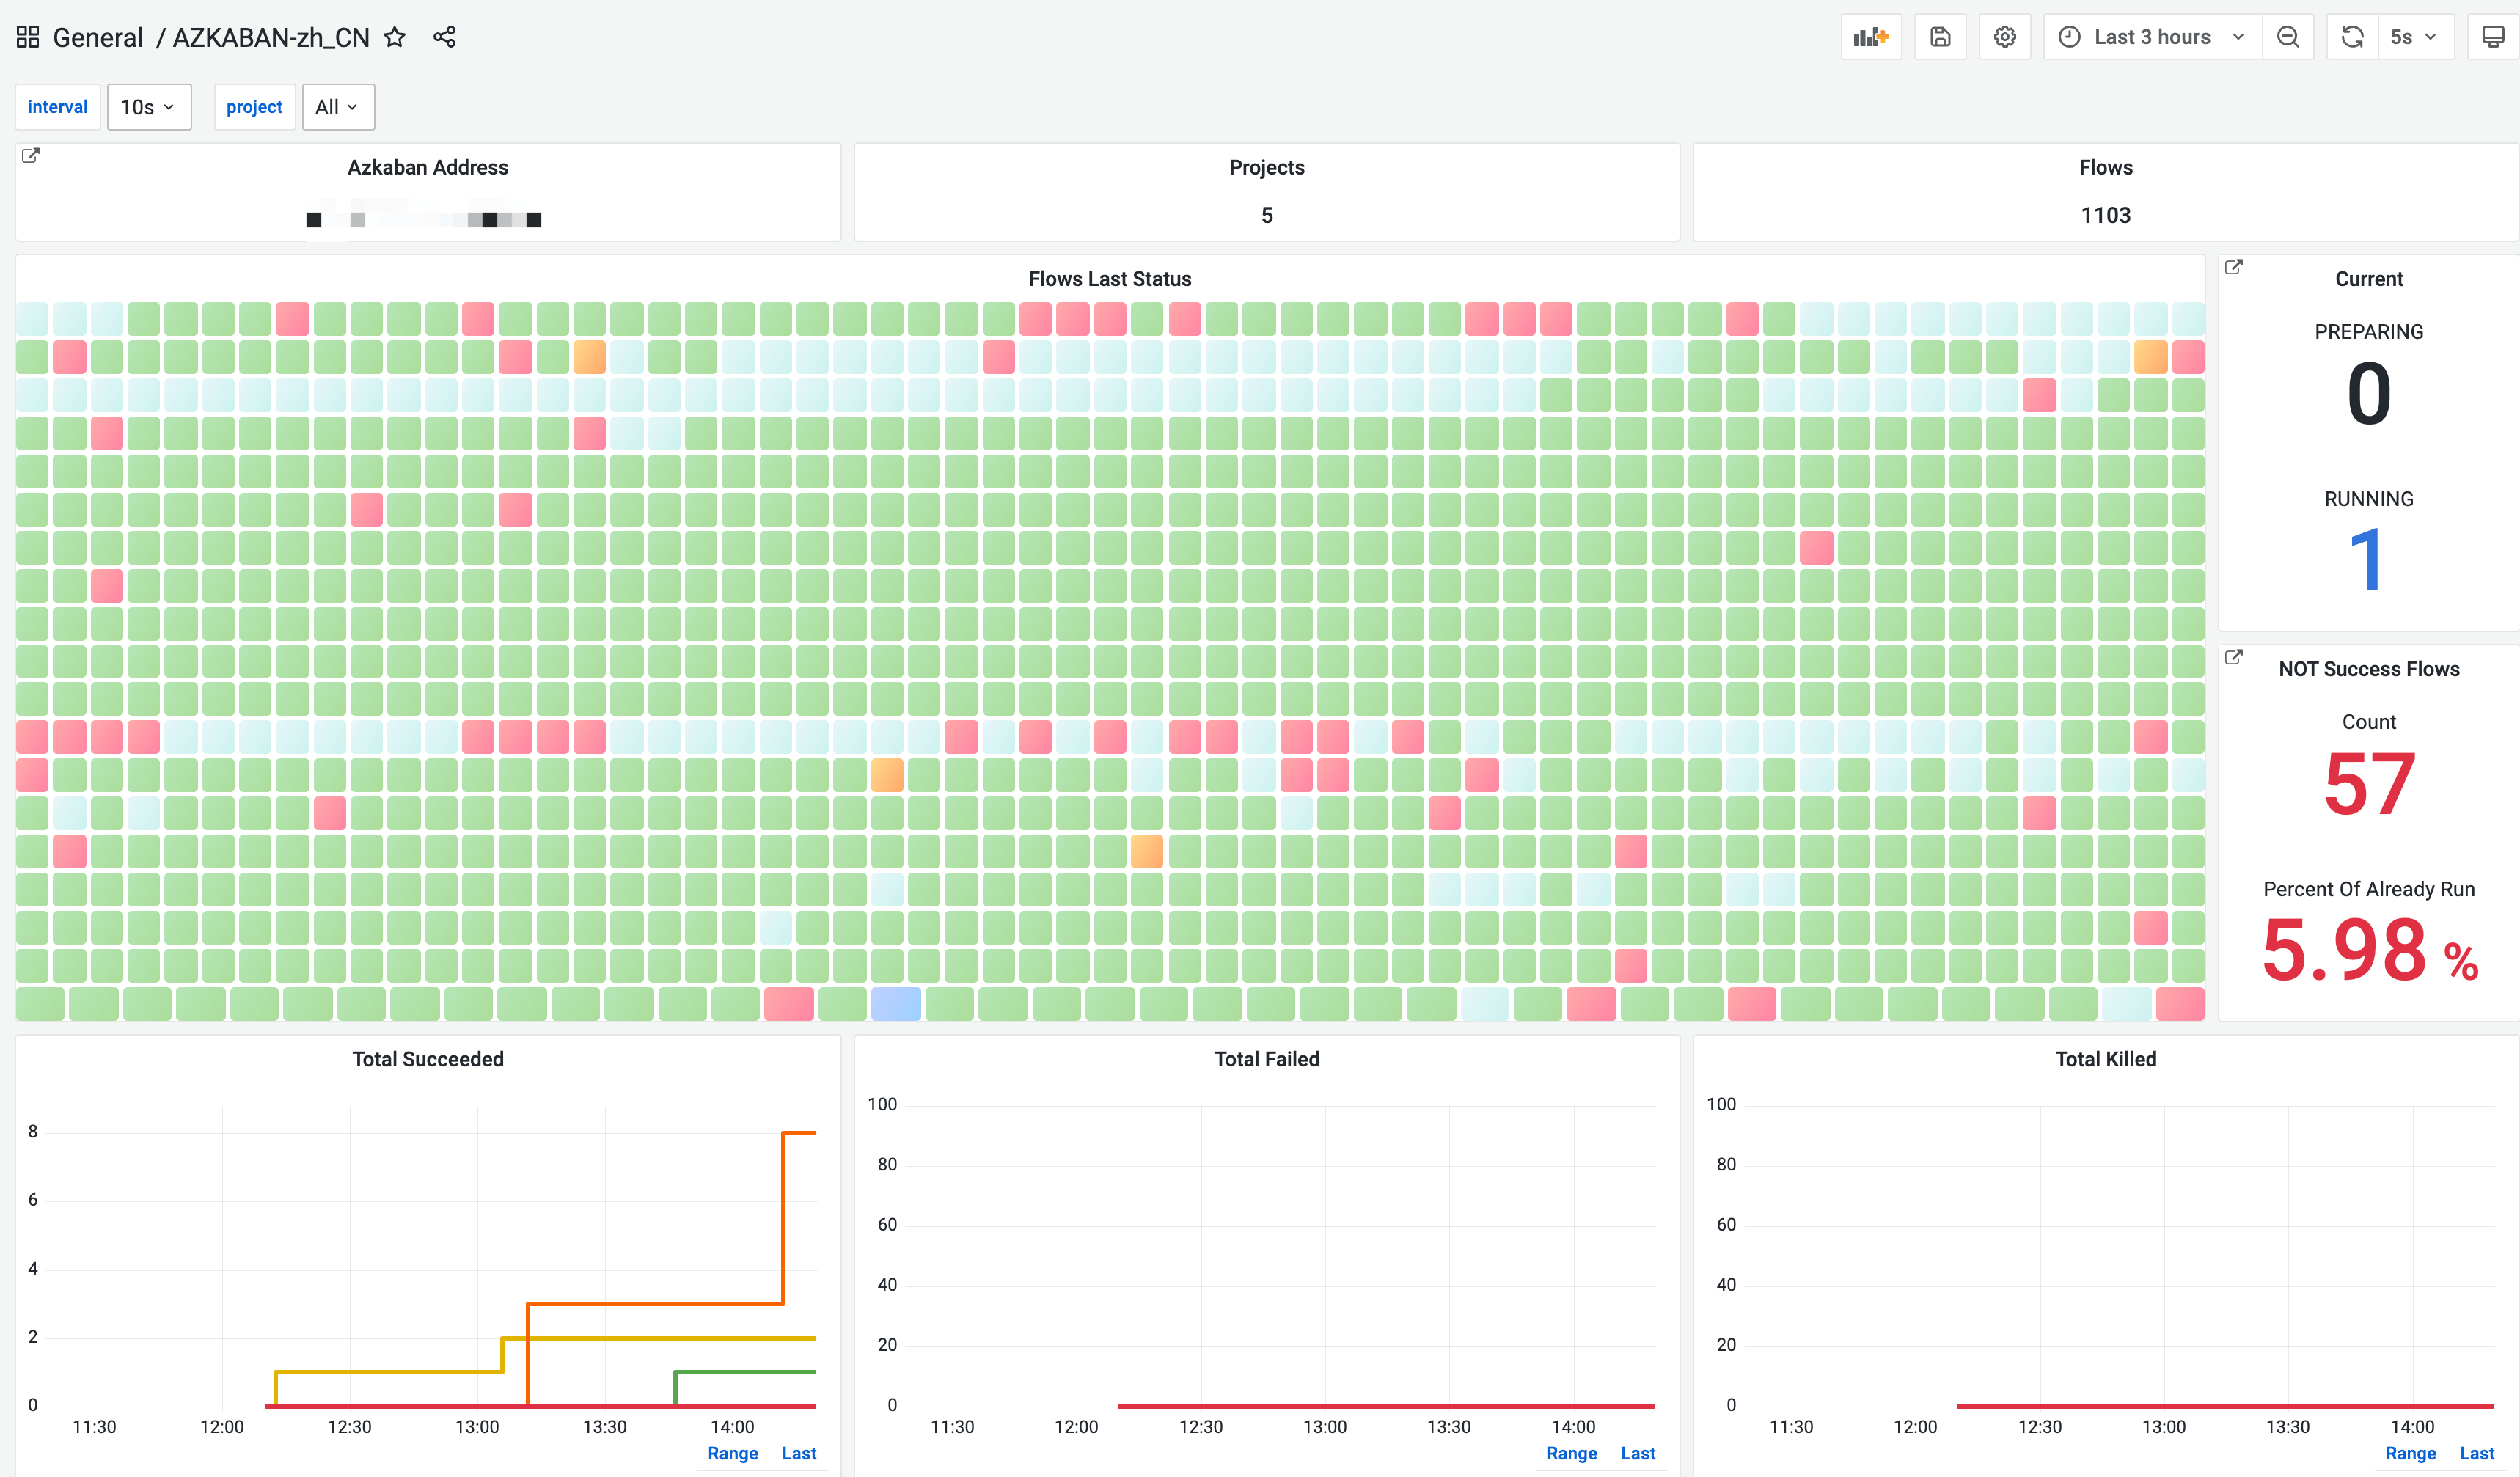 General / AZKABAN-zh_CN
Last 3 hours
5s
interval 10s project All
Azkaban Address
Projects
5
Flows
1103
Flows Last Status
Current
PREPARING
0
RUNNING
1
NOT Success Flows
Count
57
Percent Of Already Run
5.98 %
Total Succeeded
8
6
4
2
0
11:30 12:00 12:30 13:00 13:30 14:00
Range Last
Total Failed
100
80
60
40
20
0
11:30 12:00 12:30 13:00 13:30 14:00
Range Last
Total Killed
100
80
60
40
20
0
11:30 12:00 12:30 13:00 13:30 14:00
Range Last